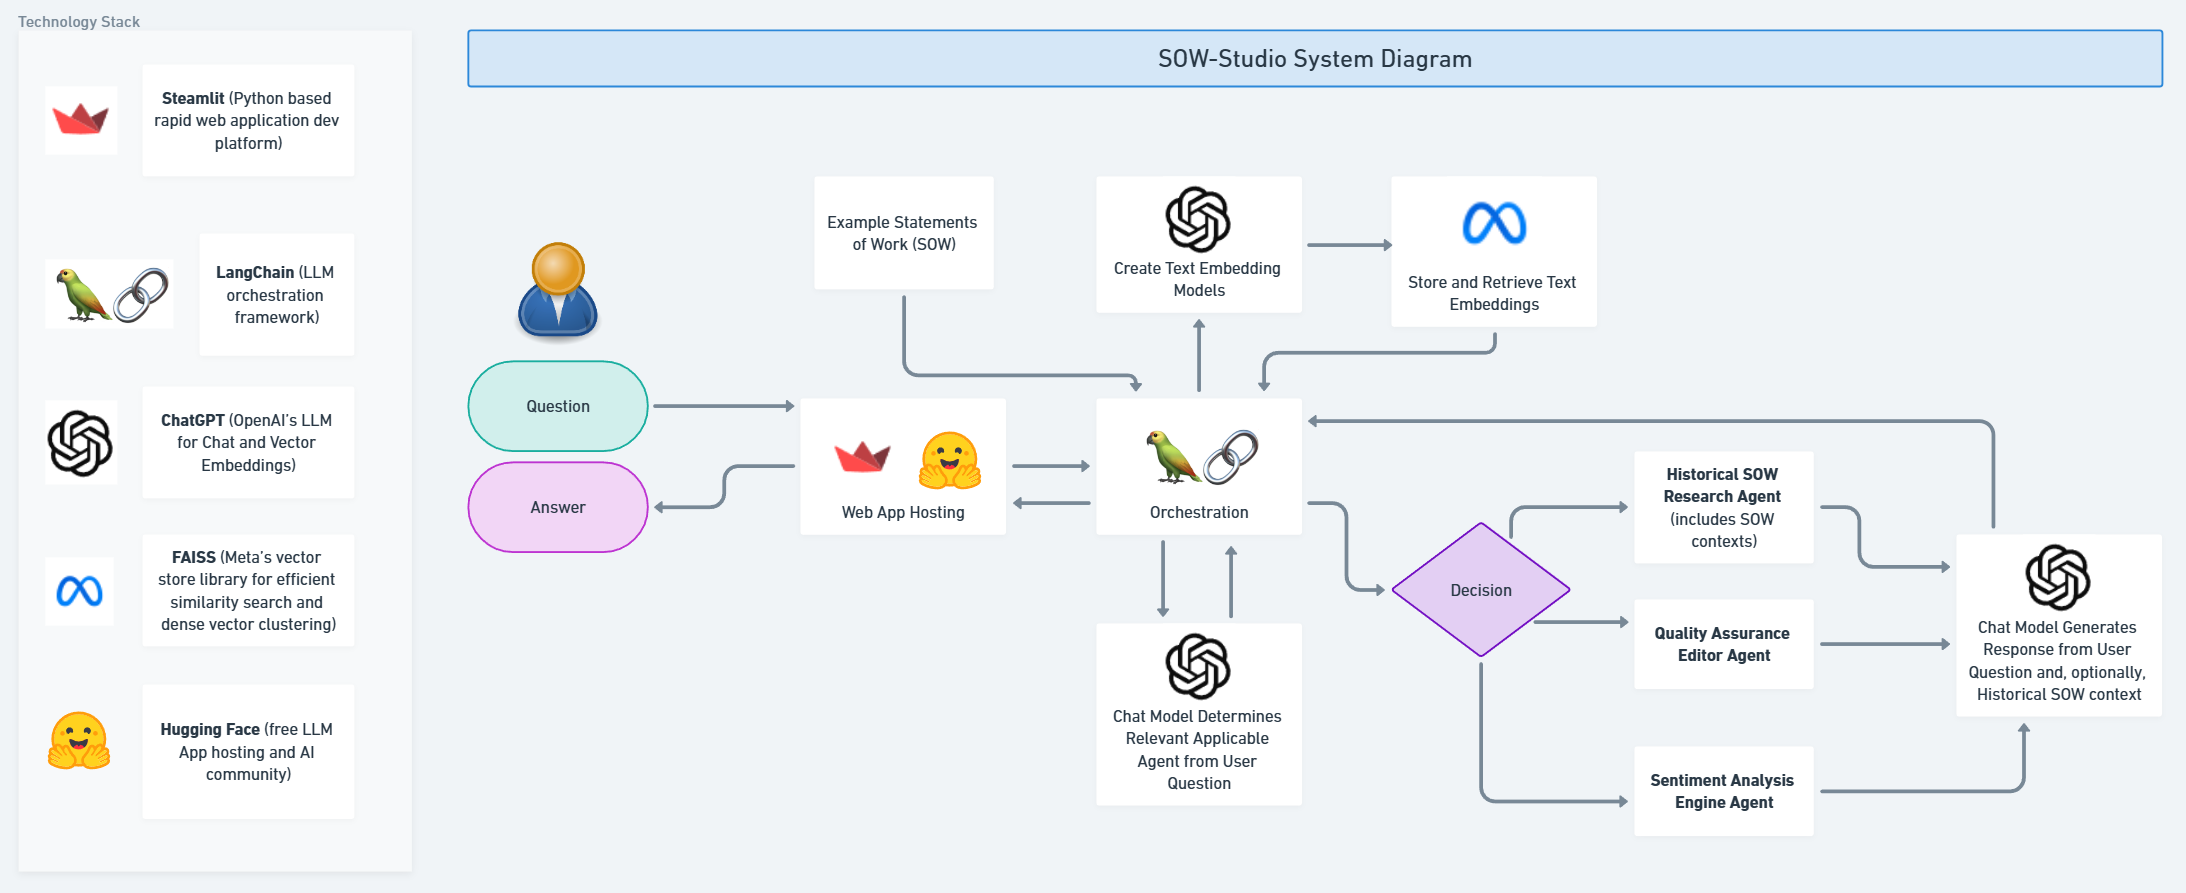 Technology Stack
Steamlit (Python based
rapid web application dev
platform)
LangChain (LLM
orchestration
framework)
ChatGPT (OpenAI's LLM
for Chat and Vector
Embeddings)
FAISS (Meta's vector
store library for efficient
similarity search and
dense vector clustering)
Hugging Face (free LLM
App hosting and AI
community)
SOW-Studio System Diagram
Example Statements
of Work (SOW)
Create Text Embedding
Models
Store and Retrieve Text
Embeddings
Question
Answer
Web App Hosting
Orchestration
Chat Model Determines
Relevant Applicable
Agent from User
Question
Decision
Historical SOW
Research Agent
(includes SOW
contexts)
Quality Assurance
Editor Agent
Sentiment Analysis
Engine Agent
Chat Model Generates
Response from User
Question and, optionally,
Historical SOW context